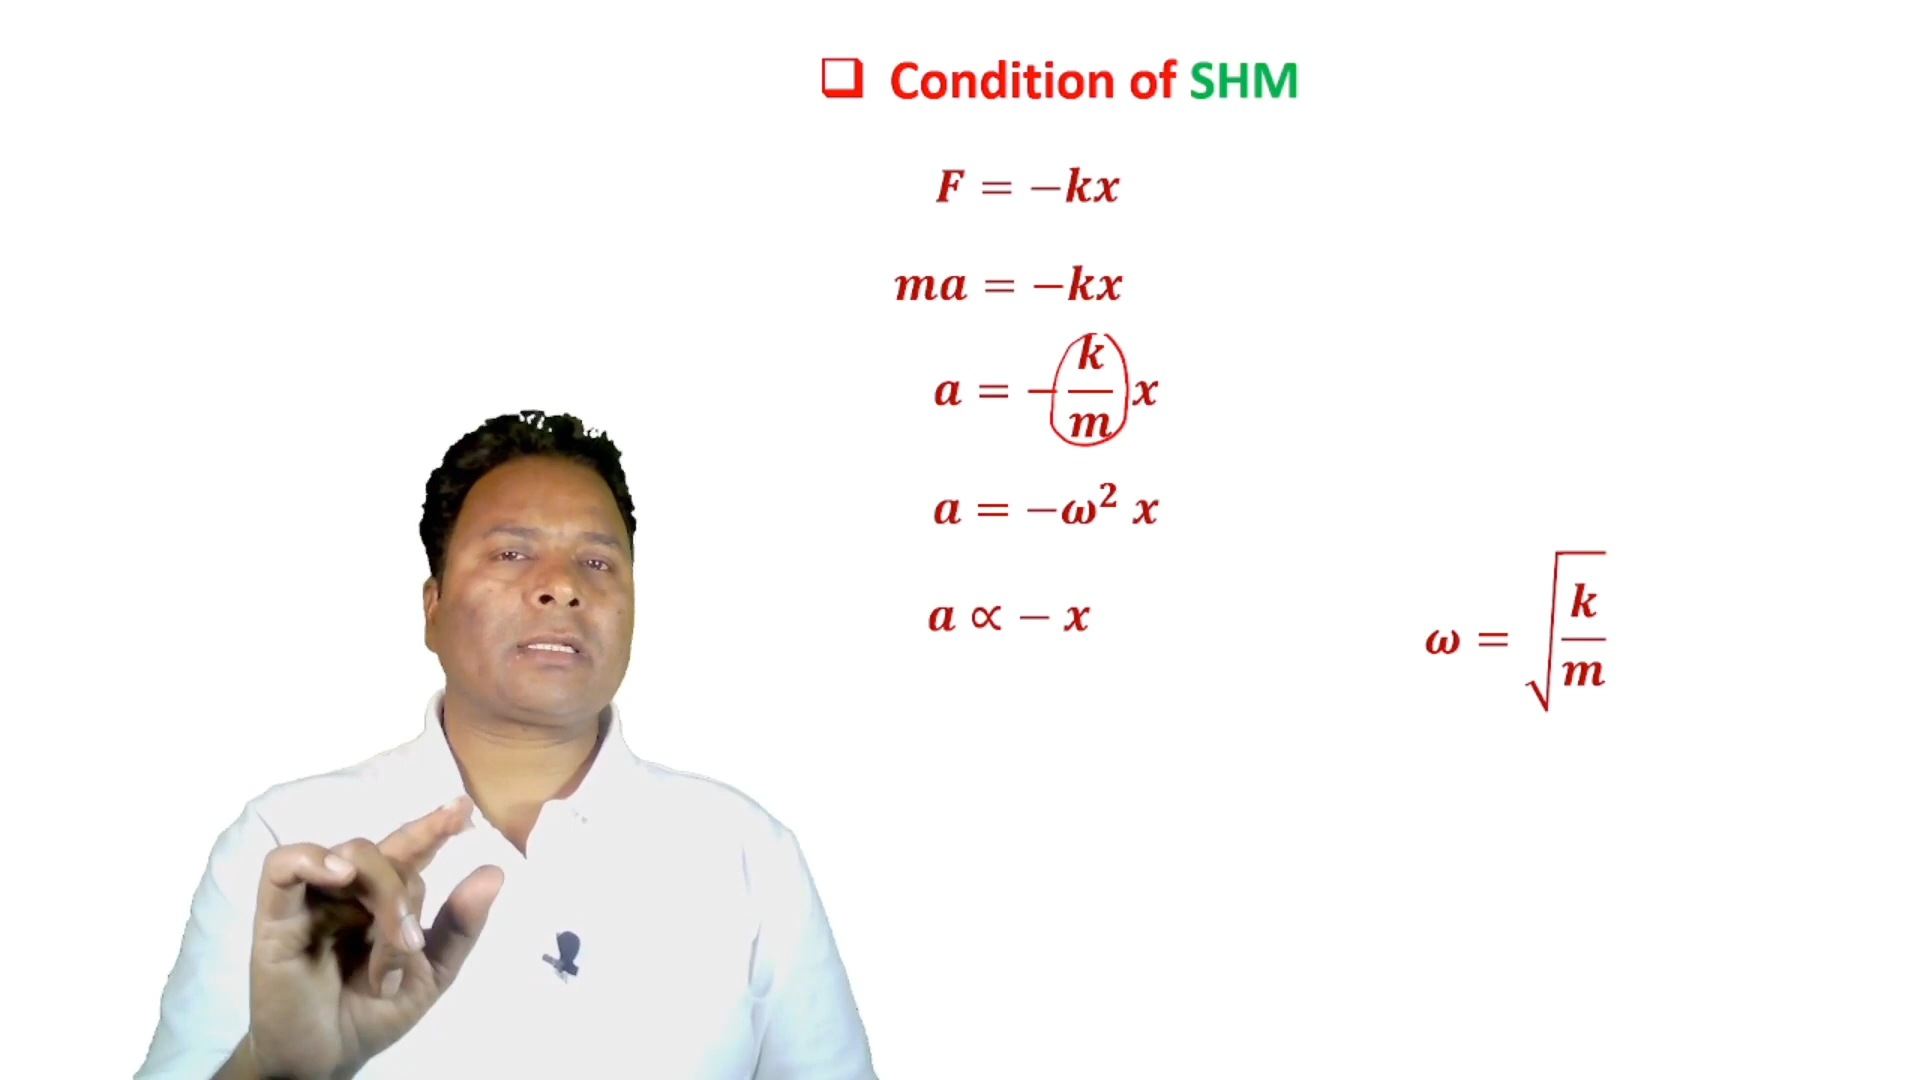 ❑ Condition of SHM
F = −kx
ma = −kx
a = −k/m x
a = −ω² x
a ∝ − x
ω = √(k/m)